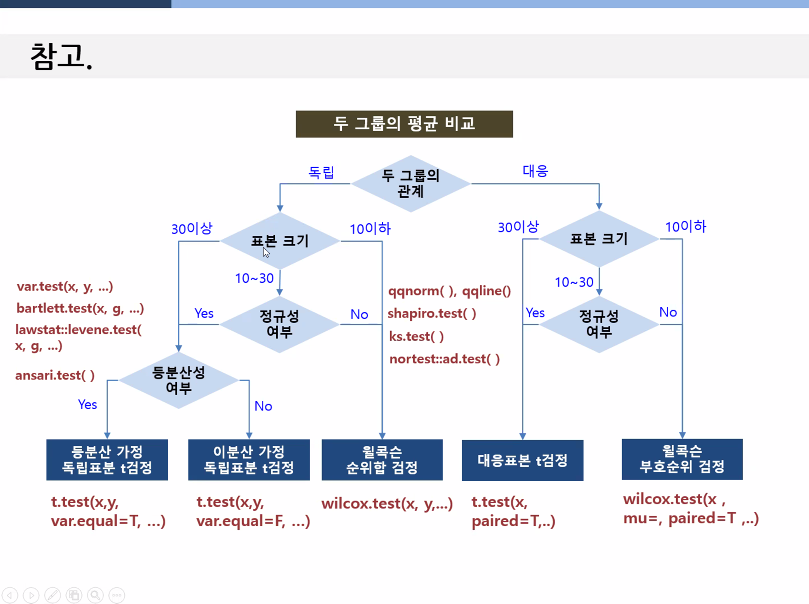 참고.
두 그룹의 평균 비교
독립
두 그룹의
관계
대응
30이상
표본 크기
10이하
30이상
표본 크기
10이하
10~30
10~30
var.test(x, y, ...)
bartlett.test(x, g, ...)
lawstat::levene.test(
x, g, ...)
ansari.test( )
Yes
정규성
여부
No
qqnorm( ), qqline()
shapiro.test( )
ks.test( )
nortest::ad.test( )
Yes
정규성
여부
No
등분산성
여부
Yes
No
등분산 가정
독립표본 t검정
이분산 가정
독립표본 t검정
윌콕슨
순위합 검정
대응표본 t검정
윌콕슨
부호순위 검정
t.test(x,y,
var.equal=T, ...)
t.test(x,y,
var.equal=F, ...)
wilcox.test(x, y,...)
t.test(x,
paired=T,..)
wilcox.test(x ,
mu=, paired=T ,..)